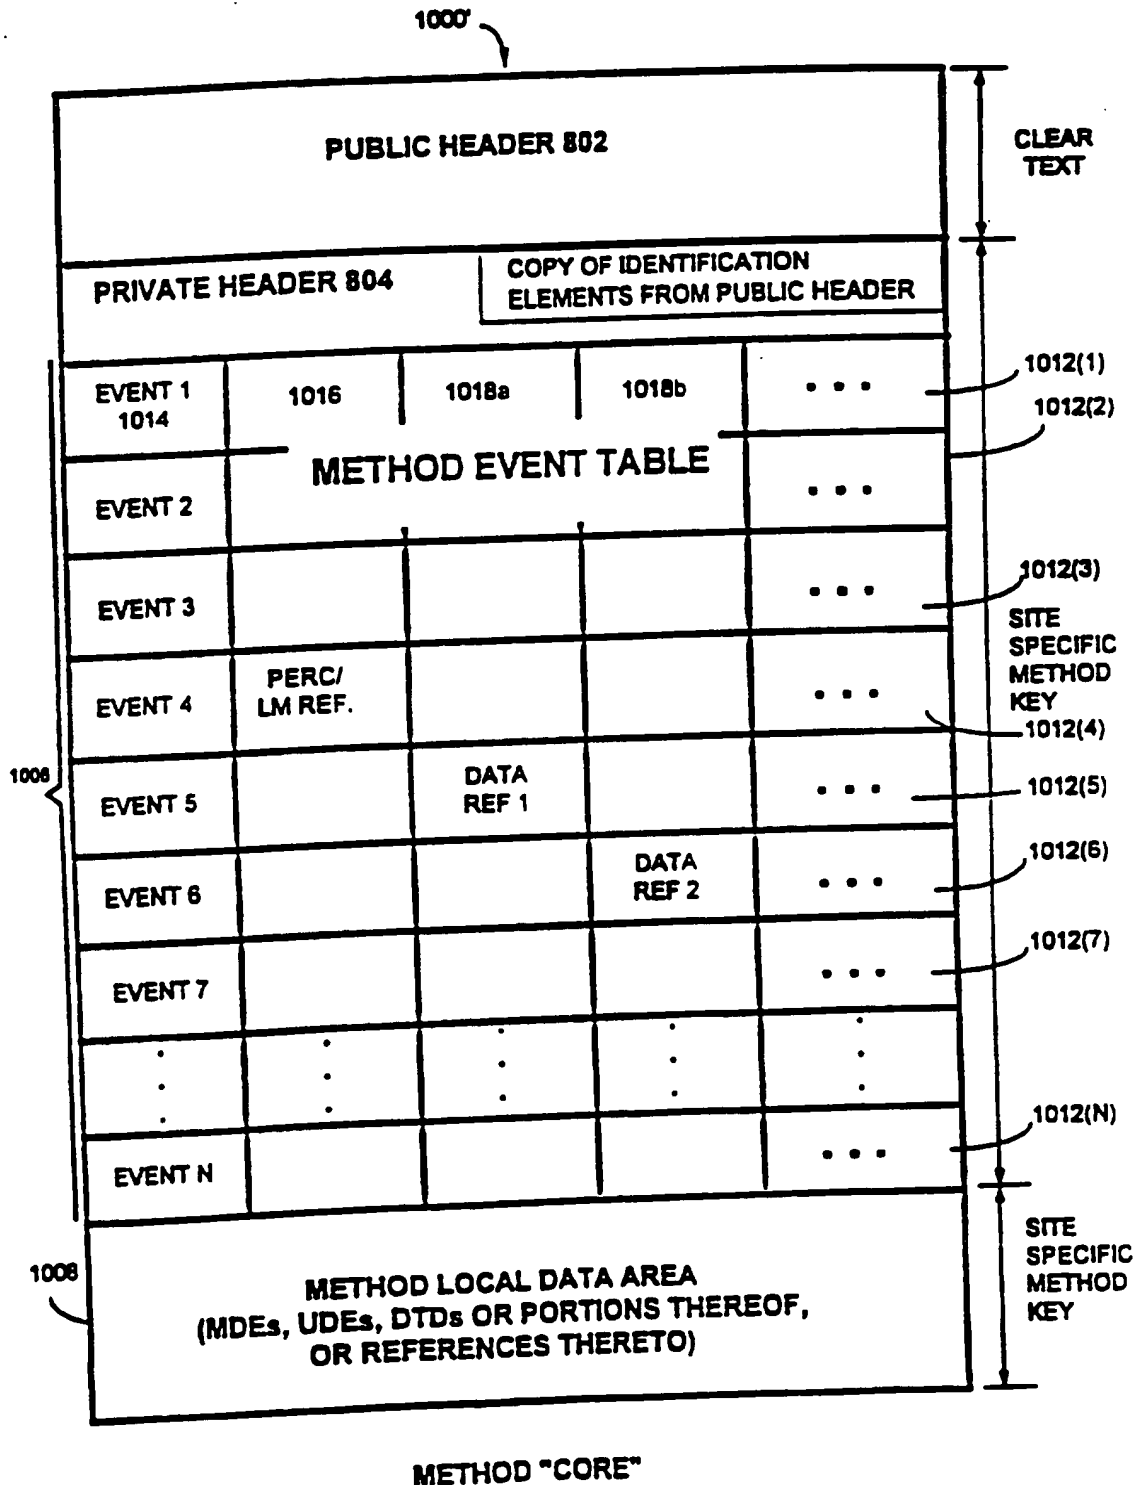 1000'
PUBLIC HEADER 802
CLEAR
TEXT
PRIVATE HEADER 804
COPY OF IDENTIFICATION
ELEMENTS FROM PUBLIC HEADER
EVENT 1
1014
1016
1018a
1018b
• • •
1012(1)
1012(2)
METHOD EVENT TABLE
EVENT 2
• • •
EVENT 3
• • •
1012(3)
SITE
SPECIFIC
METHOD
KEY
EVENT 4
PERC/
LM REF.
• • •
1012(4)
1006
EVENT 5
DATA
REF 1
• • •
1012(5)
EVENT 6
DATA
REF 2
• • •
1012(6)
EVENT 7
• • •
1012(7)
EVENT N
• • •
1012(N)
1008
METHOD LOCAL DATA AREA
(MDEs, UDEs, DTDs OR PORTIONS THEREOF,
OR REFERENCES THERETO)
SITE
SPECIFIC
METHOD
KEY
METHOD "CORE"